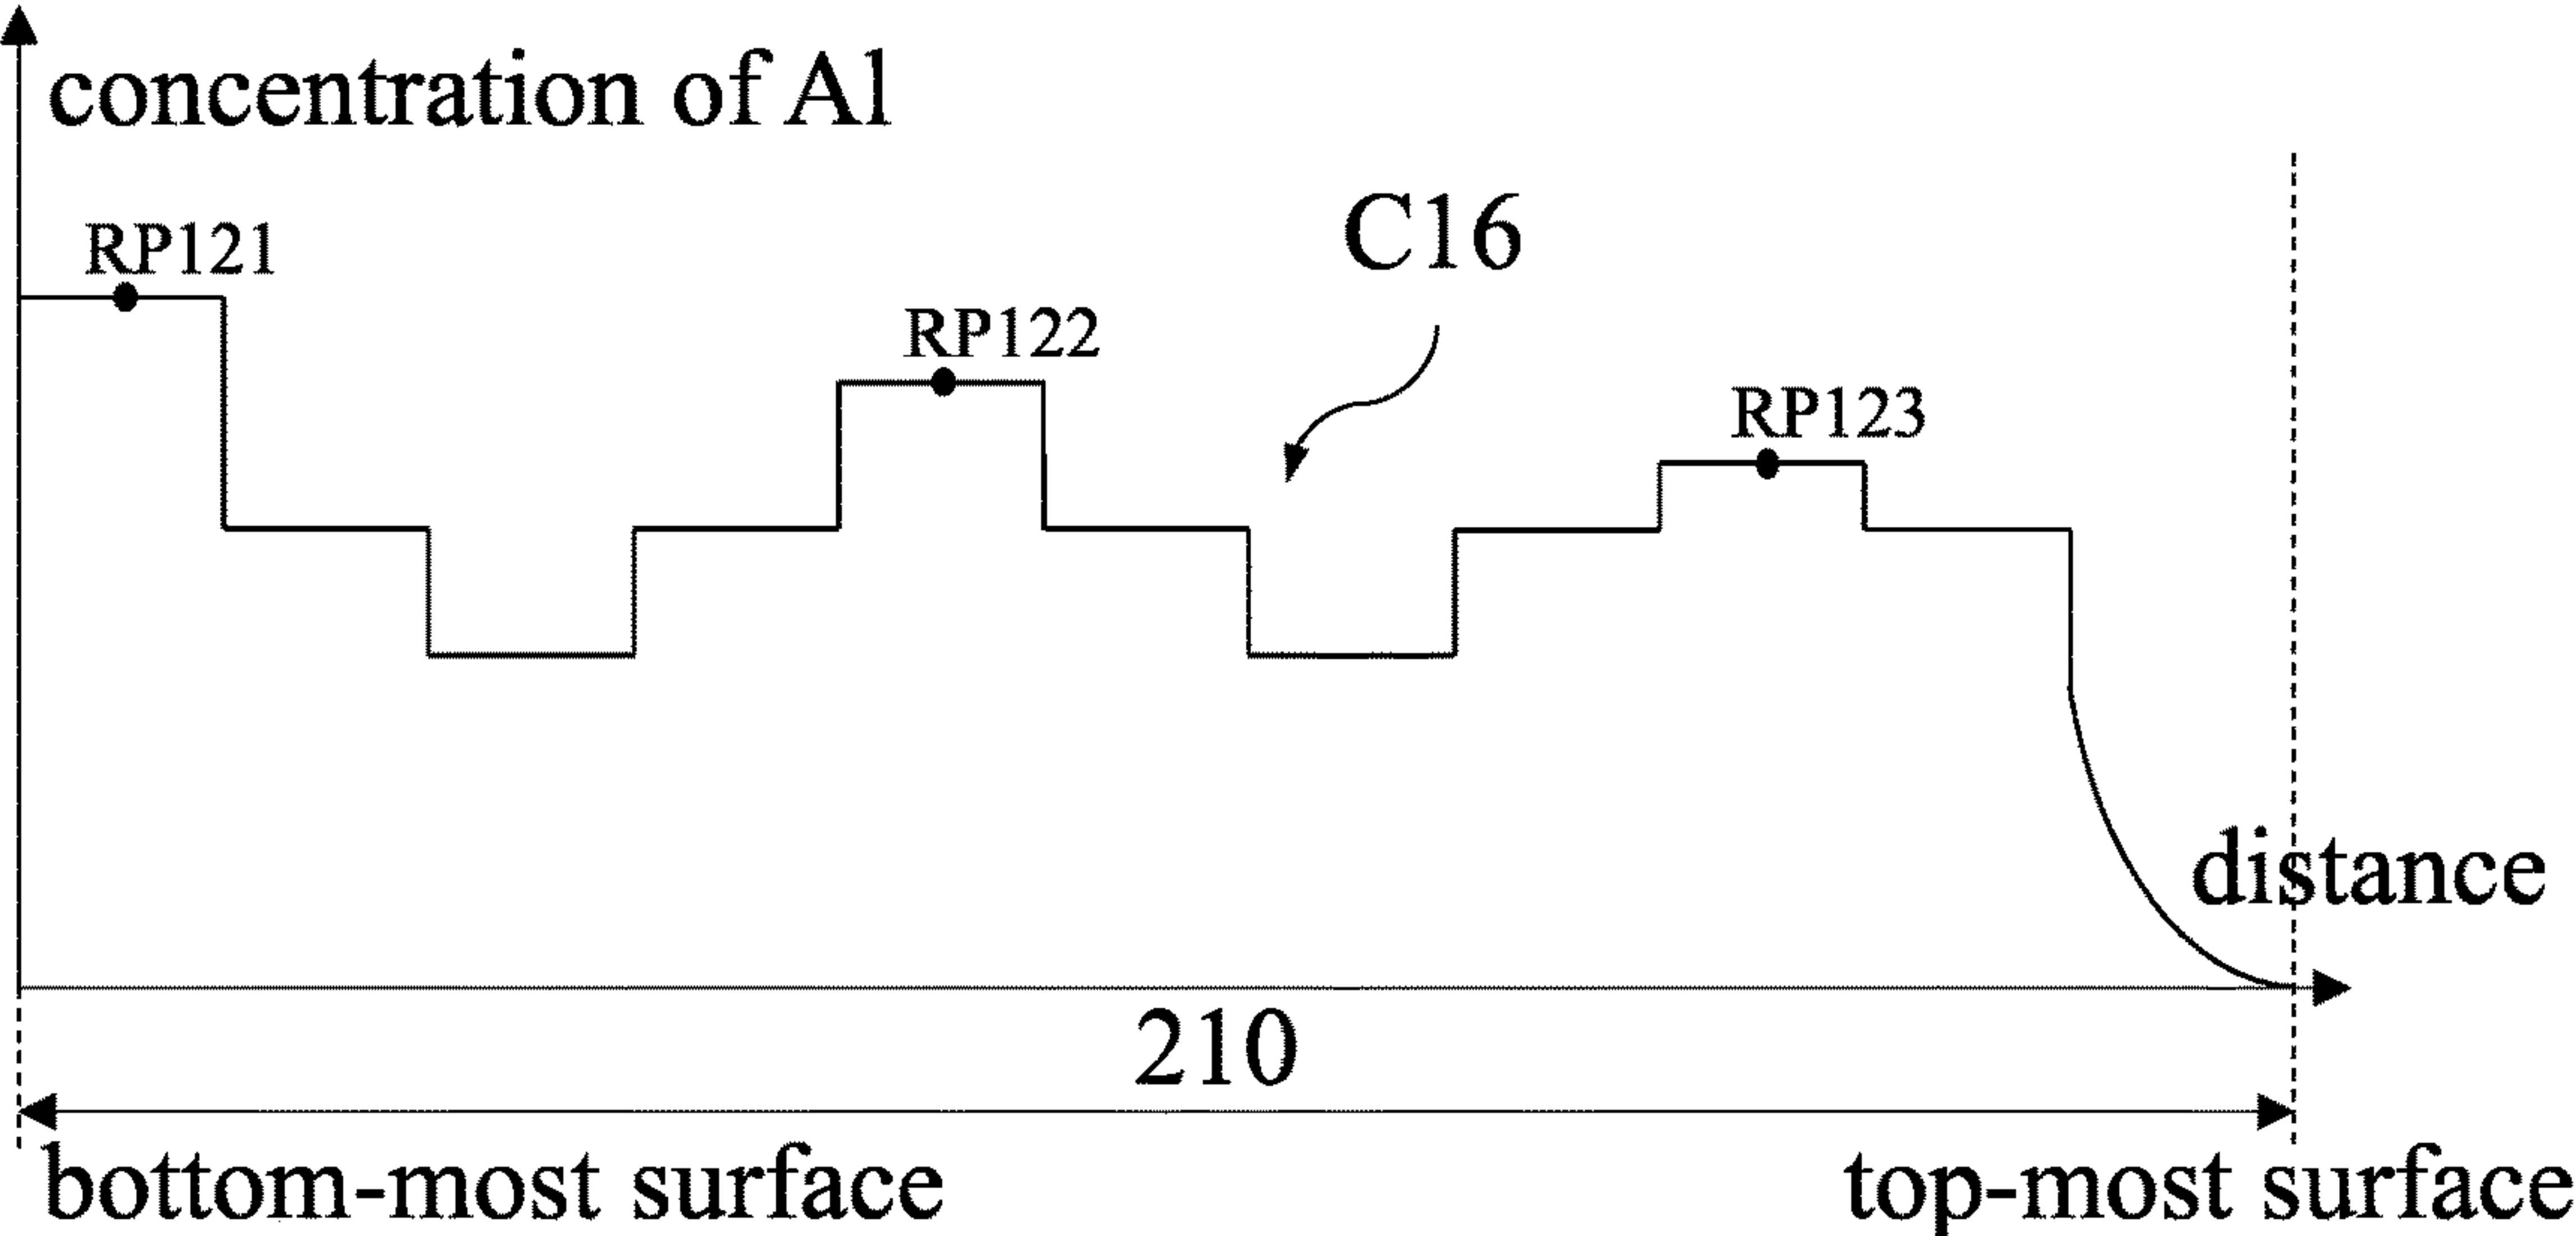 concentration of Al
C16
RP121
RP122
RP123
distance
210
bottom-most surface
top-most surface